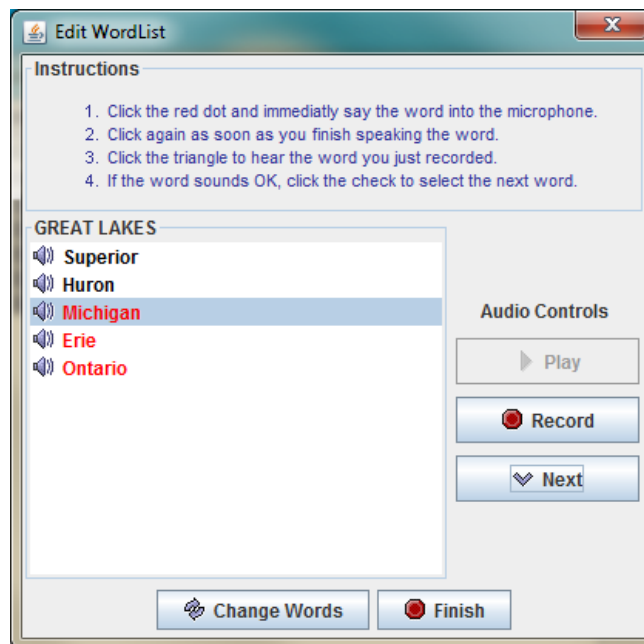 Edit WordList
Instructions
1. Click the red dot and immediatly say the word into the microphone.
2. Click again as soon as you finish speaking the word.
3. Click the triangle to hear the word you just recorded.
4. If the word sounds OK, click the check to select the next word.
GREAT LAKES
Superior
Huron
Michigan
Erie
Ontario
Audio Controls
Play
Record
Next
Change Words
Finish